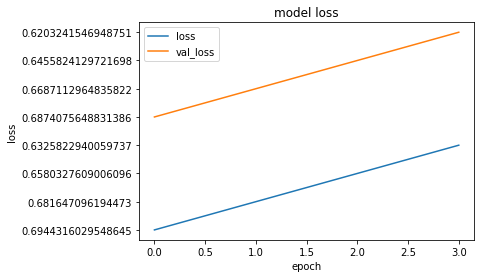 model loss
loss
val_loss
0.6203241546948751
0.6455824129721698
0.6687112964835822
0.6874075648831386
0.6325822940059737
0.6580327609006096
0.681647096194473
0.6944316029548645
loss
0.0 0.5 1.0 1.5 2.0 2.5 3.0
epoch